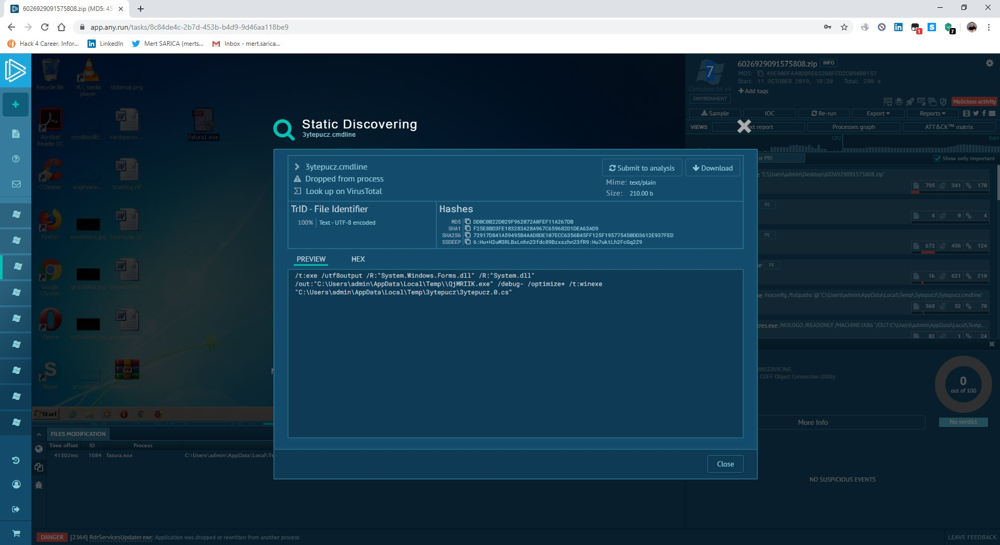 6026929091575808.zip (MD5: 45
app.any.run/tasks/8c84de4c-2b7d-453b-b4d9-9d46aa118be9
1
S
7
Hack 4 Career. Infor...
LinkedIn
Mert SARICA (merts...
Inbox - mert.sarica...
Recycle Bin
VLC media player
tinternal.png
Acrobat Reader DC
conditionlitt...
cardsperso...
fatura1.exe
CCleaner
engineerin...
trueblog.rtf
Firefox
eventwind.jpg
fourrepair.rtf
Google Chrome
granddeal.jpg
Opera
motorbank.jpg
Skype
Start
Static Discovering
3ytepucz.cmdline
3ytepucz.cmdline
Dropped from process
Look up on VirusTotal
Submit to analysis
Download
Mime: text/plain
Size: 210.00 b
TrID - File Identifier
100% Text - UTF-8 encoded
Hashes
MD5 DD0C0B22D029F962072A0FEF11A267DB
SHA1 F25E8BD3FE183283A28A967C659682D1DEA63AD9
SHA256 72917D841A59495B4AAD8DE107ECC6356B45FF125F195775450DD3612E937FED
SSDEEP 6:Hu+H2uM3RLBxLnhn23fdc89Bzxszhn23fR9:Hu7uktLh2FcGq2Z9
PREVIEW
HEX
/t:exe /utf8output /R:"System.Windows.Forms.dll" /R:"System.dll"
/out:"C:\Users\admin\AppData\Local\Temp\\QjMRIIK.exe" /debug- /optimize+ /t:winexe
"C:\Users\admin\AppData\Local\Temp\3ytepucz\3ytepucz.0.cs"
Close
7
Complete 64 bit
ENVIRONMENT
6026929091575808.zip INFO
MD5: 45E90DFA40D89E65208FCD2C09480157
Start: 11 OCTOBER 2019, 10:20 Total: 280 s
Add tags
Malicious activity
Sample
IOC
Re-run
Export
Reports
VIEWS
ext report
Processes graph
ATT&CK™ matrix
CPU
RAM
or PID
Show only important
"C:\Users\admin\Desktop\6026929091575808.zip"
795 341 170
PE
4 0 4
PE
672 456 124
PE
1k 621 210
/noconfig /fullpaths @"C:\Users\admin\AppData\Local\Temp\3ytepucz\3ytepucz.cmdline"
368 52 70
tres.exe /NOLOGO /READONLY /MACHINE:IX86 "/OUT:C:\Users\admin\AppData\Local\Temp...
82 1 24
COFF Object Conversion Utility
0
out of 100
No verdict
More Info
NO SUSPICIOUS EVENTS
FILES MODIFICATION
Time offset ID Process
41302ms 1084 fatura.exe C:\Users\admin\AppData\Local\Te
DANGER [2364] RdrServicesUpdater.exe: Application was dropped or rewritten from another process
LEAVE FEEDBACK